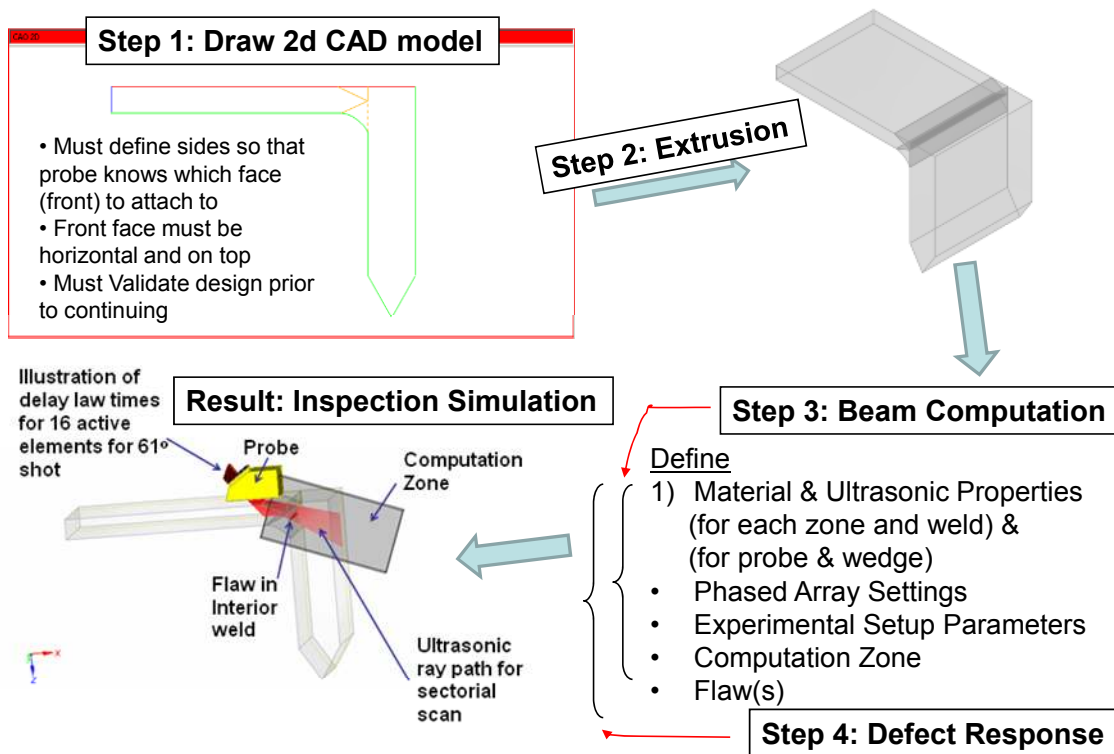 CAO 2D
Step 1: Draw 2d CAD model
• Must define sides so that
probe knows which face
(front) to attach to
• Front face must be
horizontal and on top
• Must Validate design prior
to continuing
Step 2: Extrusion
Step 3: Beam Computation
Define
1) Material & Ultrasonic Properties
(for each zone and weld) &
(for probe & wedge)
• Phased Array Settings
• Experimental Setup Parameters
• Computation Zone
• Flaw(s)
Step 4: Defect Response
Result: Inspection Simulation
Illustration of
delay law times
for 16 active
elements for 61º
shot
Probe
Computation
Zone
Flaw in
Interior
weld
Ultrasonic
ray path for
sectorial
scan
X
Z